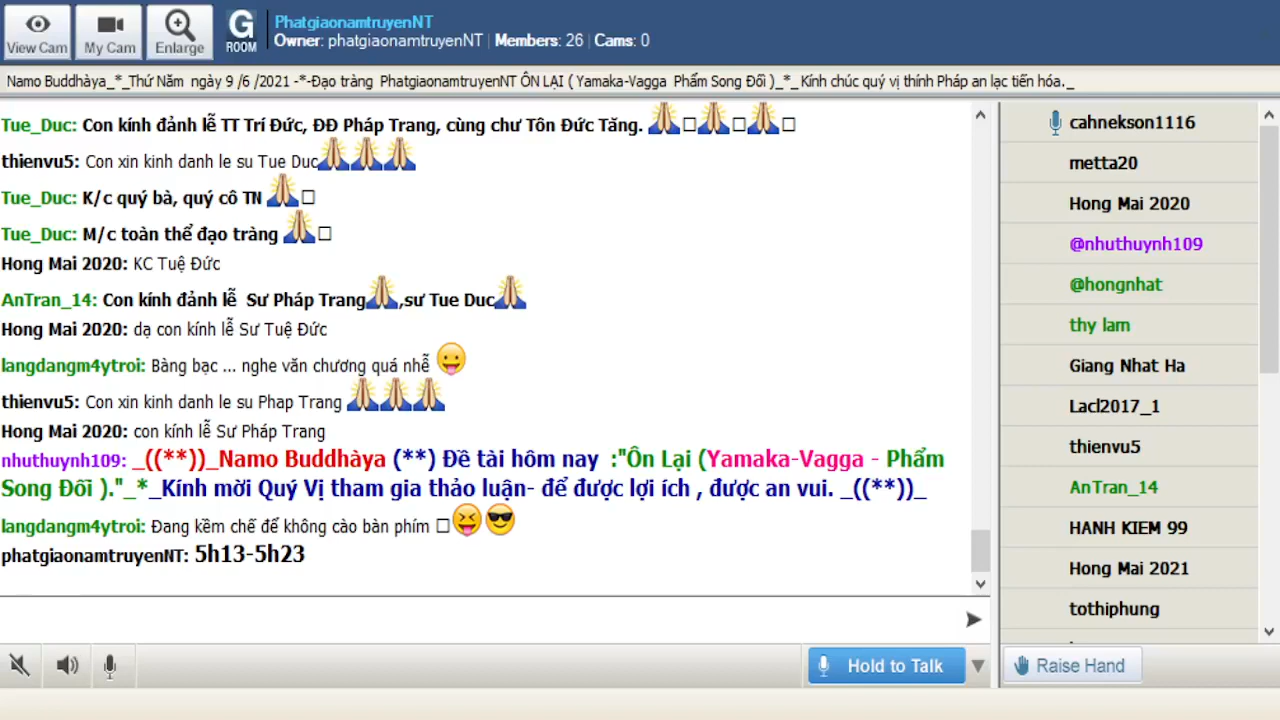 View Cam
My Cam
Enlarge
G
ROOM
PhatgiaonamtruyenNT
Owner: phatgiaonamtruyenNT | Members: 26 | Cams: 0
Namo Buddhàya_*_Thứ Năm ngày 9 /6 /2021 -*-Đạo tràng PhatgiaonamtruyenNT ÔN LẠI ( Yamaka-Vagga Phẩm Song Đối )_*_ Kính chúc quý vị thính Pháp an lạc tiến hóa._
Tue_Duc: Con kính đảnh lễ TT Trí Đức, ĐĐ Pháp Trang, cùng chư Tôn Đức Tăng. 🙏🙏🙏
thienvu5: Con xin kinh danh le su Tue Duc🙏🙏🙏
Tue_Duc: K/c quý bà, quý cô TN 🙏
Tue_Duc: M/c toàn thể đạo tràng 🙏
Hong Mai 2020: KC Tuệ Đức
AnTran_14: Con kính đảnh lễ Sư Pháp Trang🙏,sư Tue Duc🙏
Hong Mai 2020: dạ con kính lễ Sư Tuệ Đức
langdangm4ytroi: Bàng bạc ... nghe văn chương quá nhễ 😛
thienvu5: Con xin kinh danh le su Phap Trang 🙏🙏🙏
Hong Mai 2020: con kính lễ Sư Pháp Trang
nhuthuynh109: _((**))_Namo Buddhàya (**) Đề tài hôm nay :"Ôn Lại (Yamaka-Vagga - Phẩm
Song Đối )."_*_Kính mời Quý Vị tham gia thảo luận- để được lợi ích , được an vui. _((**))_
langdangm4ytroi: Đang kềm chế để không cào bàn phím 😝😎
phatgiaonamtruyenNT: 5h13-5h23
Hold to Talk
cahnekson1116
metta20
Hong Mai 2020
@nhuthuynh109
@hongnhat
thy lam
Giang Nhat Ha
Lacl2017_1
thienvu5
AnTran_14
HANH KIEM 99
Hong Mai 2021
tothiphung
Raise Hand